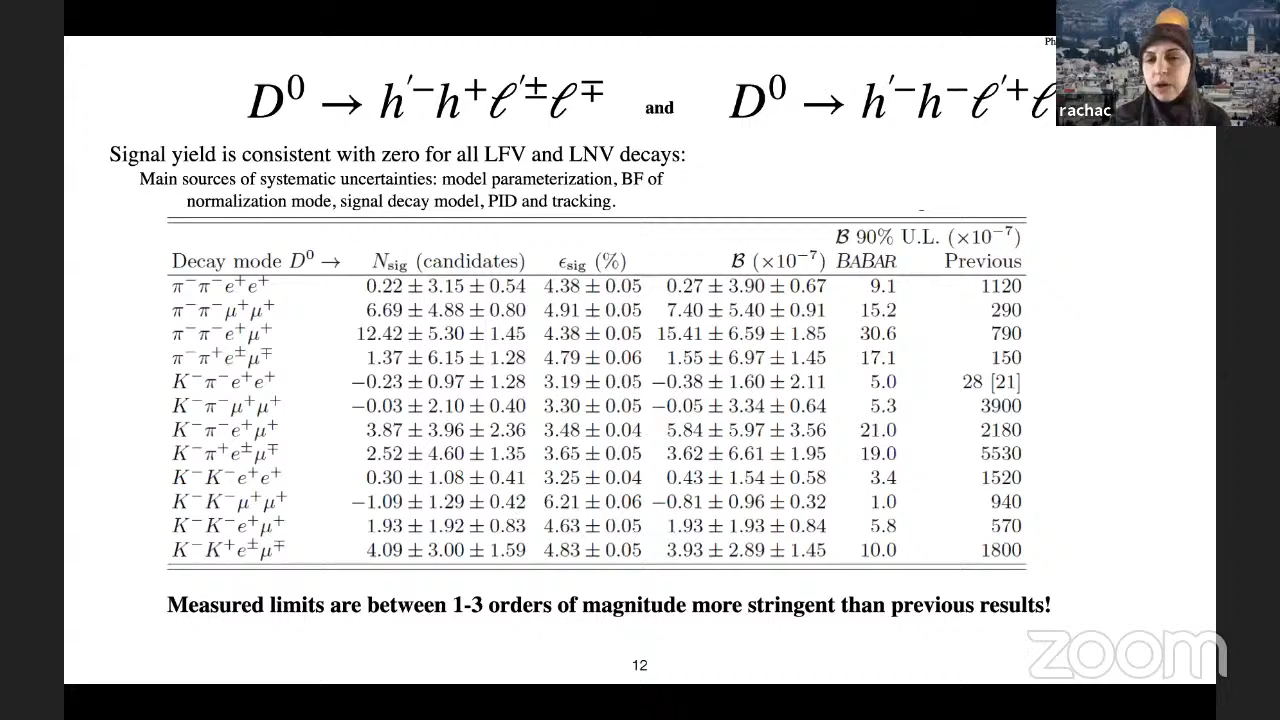 Ph
D⁰ → h′⁻h⁺ℓ′±ℓ∓ and D⁰ → h′⁻h⁻ℓ′⁺ℓ
rachac
Signal yield is consistent with zero for all LFV and LNV decays:
Main sources of systematic uncertainties: model parameterization, BF of
normalization mode, signal decay model, PID and tracking.
B 90% U.L. (×10⁻⁷)
Decay mode D⁰ → N_sig (candidates) ϵ_sig (%) B (×10⁻⁷) BABAR Previous
π⁻π⁻e⁺e⁺ 0.22 ± 3.15 ± 0.54 4.38 ± 0.05 0.27 ± 3.90 ± 0.67 9.1 1120
π⁻π⁻μ⁺μ⁺ 6.69 ± 4.88 ± 0.80 4.91 ± 0.05 7.40 ± 5.40 ± 0.91 15.2 290
π⁻π⁻e⁺μ⁺ 12.42 ± 5.30 ± 1.45 4.38 ± 0.05 15.41 ± 6.59 ± 1.85 30.6 790
π⁻π⁺e±μ∓ 1.37 ± 6.15 ± 1.28 4.79 ± 0.06 1.55 ± 6.97 ± 1.45 17.1 150
K⁻π⁻e⁺e⁺ −0.23 ± 0.97 ± 1.28 3.19 ± 0.05 −0.38 ± 1.60 ± 2.11 5.0 28 [21]
K⁻π⁻μ⁺μ⁺ −0.03 ± 2.10 ± 0.40 3.30 ± 0.05 −0.05 ± 3.34 ± 0.64 5.3 3900
K⁻π⁻e⁺μ⁺ 3.87 ± 3.96 ± 2.36 3.48 ± 0.04 5.84 ± 5.97 ± 3.56 21.0 2180
K⁻π⁺e±μ∓ 2.52 ± 4.60 ± 1.35 3.65 ± 0.05 3.62 ± 6.61 ± 1.95 19.0 5530
K⁻K⁻e⁺e⁺ 0.30 ± 1.08 ± 0.41 3.25 ± 0.04 0.43 ± 1.54 ± 0.58 3.4 1520
K⁻K⁻μ⁺μ⁺ −1.09 ± 1.29 ± 0.42 6.21 ± 0.06 −0.81 ± 0.96 ± 0.32 1.0 940
K⁻K⁻e⁺μ⁺ 1.93 ± 1.92 ± 0.83 4.63 ± 0.05 1.93 ± 1.93 ± 0.84 5.8 570
K⁻K⁺e±μ∓ 4.09 ± 3.00 ± 1.59 4.83 ± 0.05 3.93 ± 2.89 ± 1.45 10.0 1800
Measured limits are between 1-3 orders of magnitude more stringent than previous results!
12
zoom